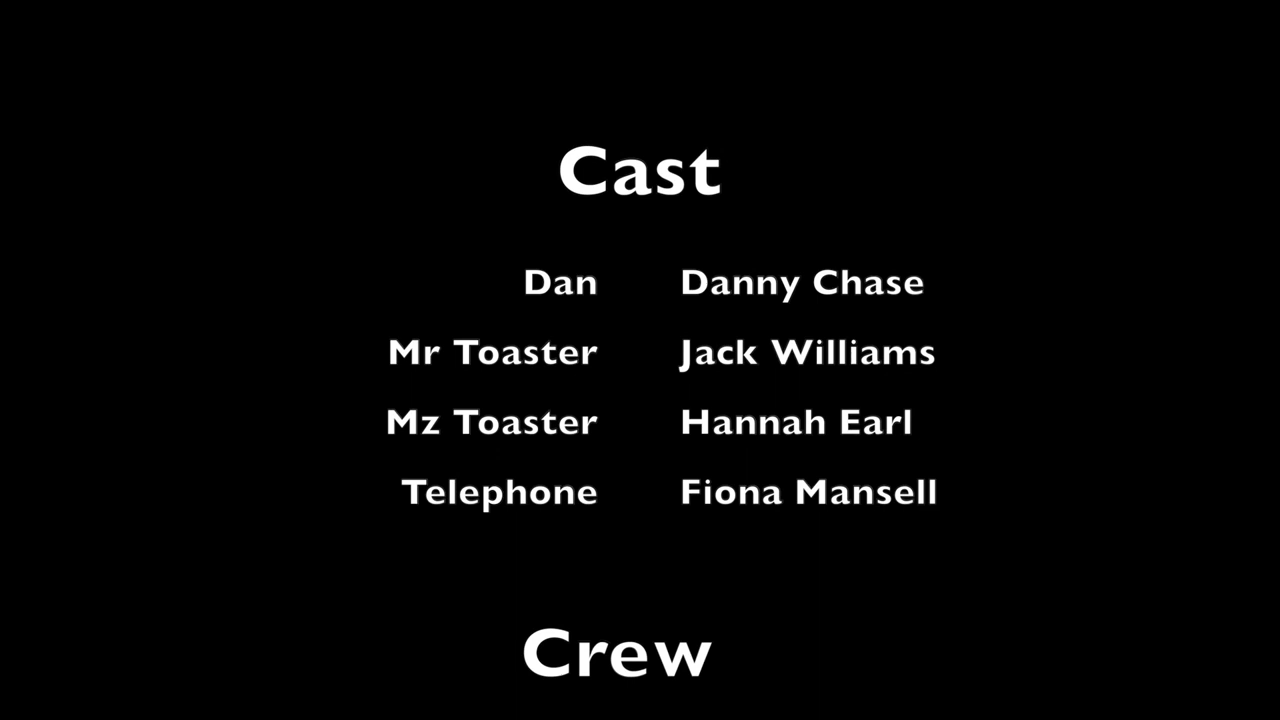 Cast
Dan Danny Chase
Mr Toaster Jack Williams
Mz Toaster Hannah Earl
Telephone Fiona Mansell
Crew